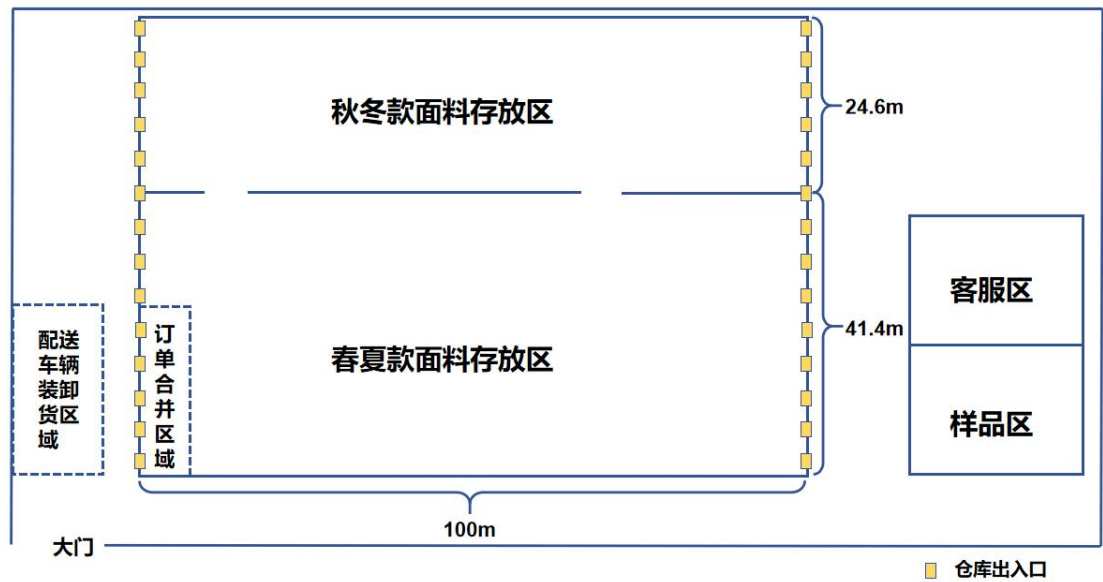 秋冬款面料存放区
24.6m
客服区
配送
车辆
装卸
货区
域
订
单
合
并
区
域
春夏款面料存放区
41.4m
样品区
100m
大门
仓库出入口